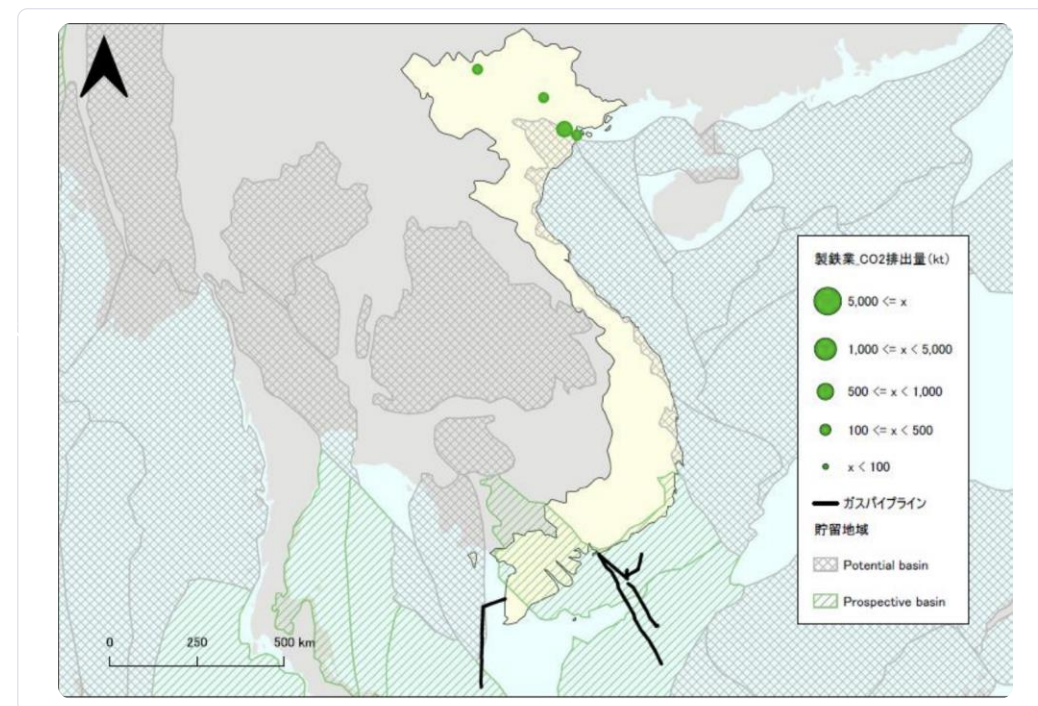 製鉄業_CO2排出量(kt)
5,000 <= x
1,000 <= x < 5,000
500 <= x < 1,000
100 <= x < 500
x < 100
ガスパイプライン
貯留地域
Potential basin
Prospective basin
0 250 500 km